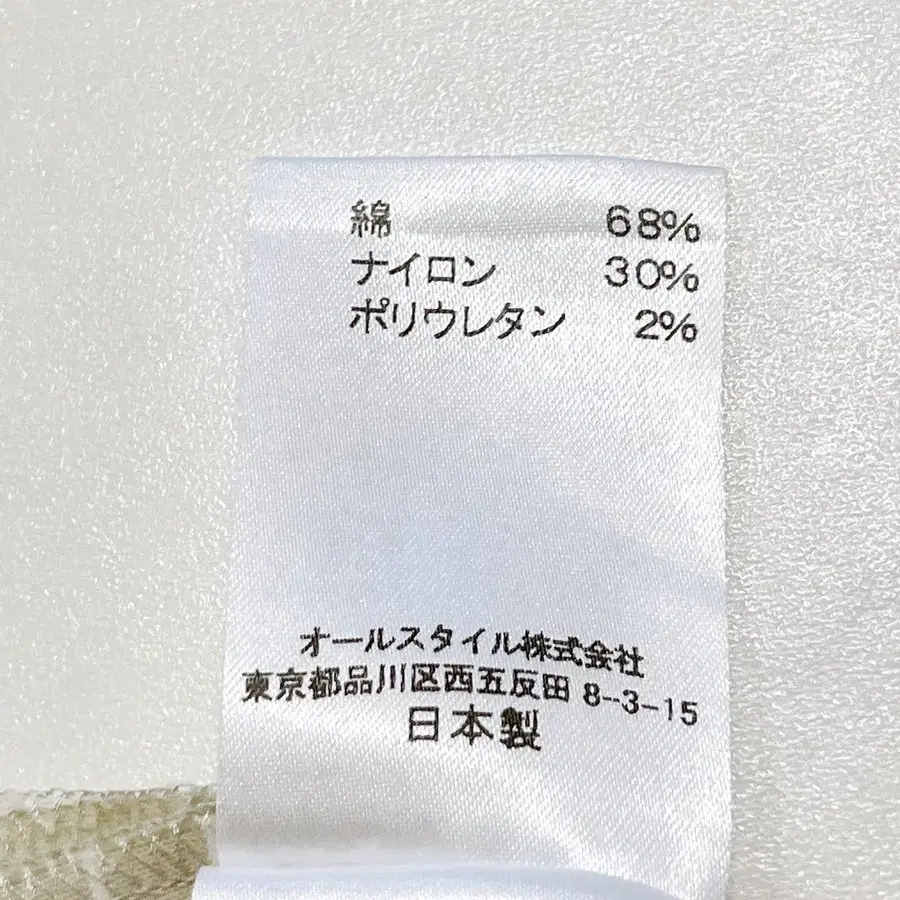 綿 68%
ナイロン 30%
ポリウレタン 2%
オールスタイル株式会社
東京都品川区西五反田 8-3-15
日本製